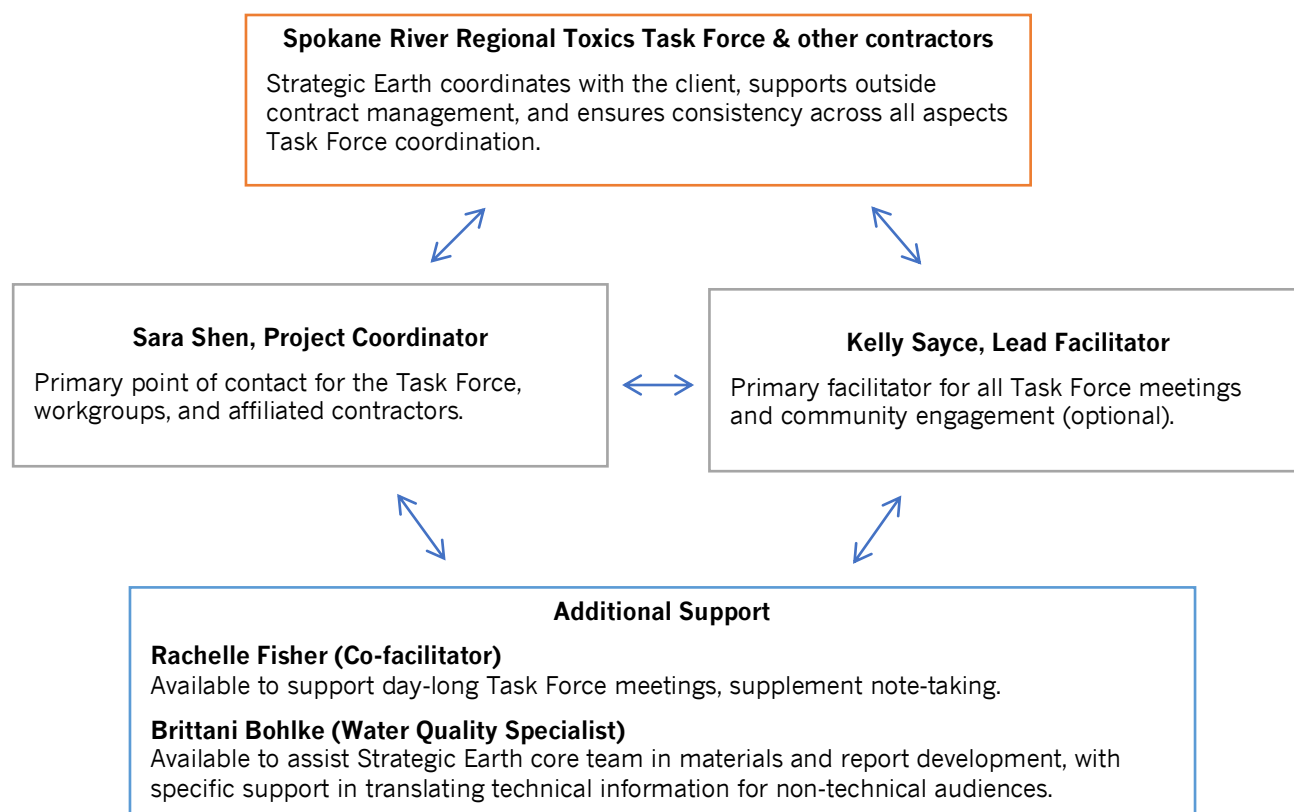 Spokane River Regional Toxics Task Force & other contractors
Strategic Earth coordinates with the client, supports outside
contract management, and ensures consistency across all aspects
Task Force coordination.
Sara Shen, Project Coordinator
Primary point of contact for the Task Force,
workgroups, and affiliated contractors.
Kelly Sayce, Lead Facilitator
Primary facilitator for all Task Force meetings
and community engagement (optional).
Additional Support
Rachelle Fisher (Co-facilitator)
Available to support day-long Task Force meetings, supplement note-taking.
Brittani Bohlke (Water Quality Specialist)
Available to assist Strategic Earth core team in materials and report development, with
specific support in translating technical information for non-technical audiences.